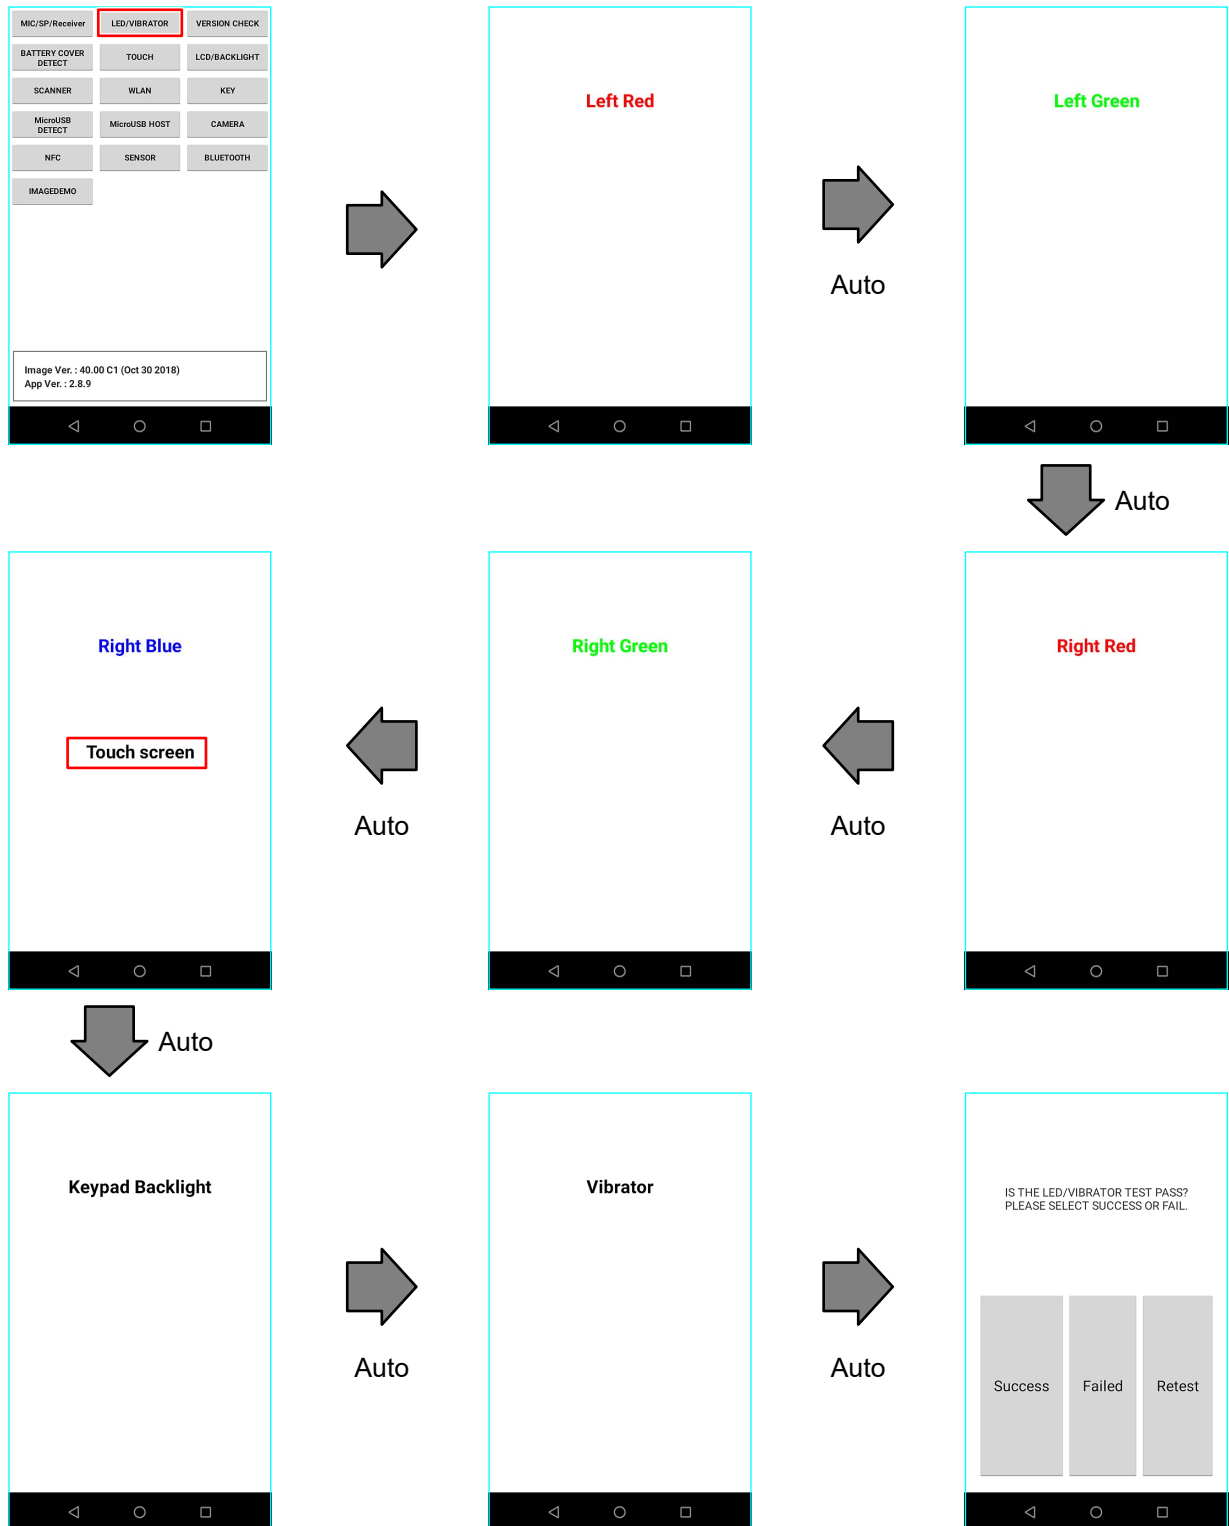 MIC/SP/Receiver
LED/VIBRATOR
VERSION CHECK
BATTERY COVER
DETECT
TOUCH
LCD/BACKLIGHT
SCANNER
WLAN
KEY
MicroUSB
DETECT
MicroUSB HOST
CAMERA
NFC
SENSOR
BLUETOOTH
IMAGEDEMO
Image Ver. : 40.00 C1 (Oct 30 2018)
App Ver. : 2.8.9
Left Red
Auto
Left Green
Auto
Right Red
Auto
Right Green
Auto
Right Blue
Touch screen
Auto
Keypad Backlight
Auto
Vibrator
Auto
IS THE LED/VIBRATOR TEST PASS?
PLEASE SELECT SUCCESS OR FAIL.
Success
Failed
Retest